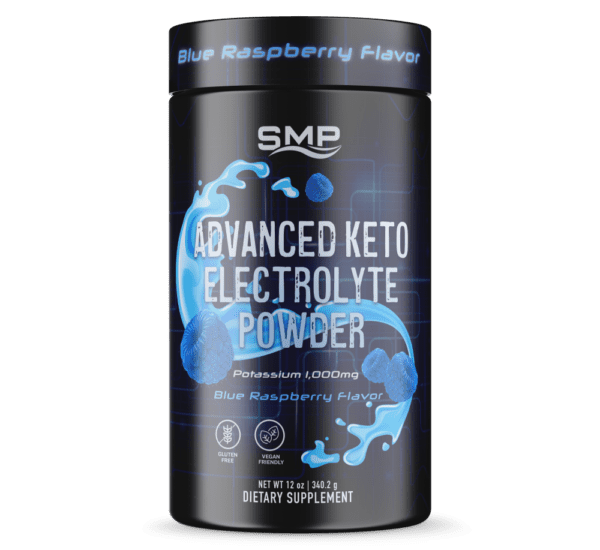 Blue Raspberry Flavor
SMP
ADVANCED KETO
ELECTROLYTE
POWDER
Potassium 1,000mg
Blue Raspberry Flavor
GLUTEN
FREE
VEGAN
FRIENDLY
NET WT 12 oz | 340.2 g
DIETARY SUPPLEMENT